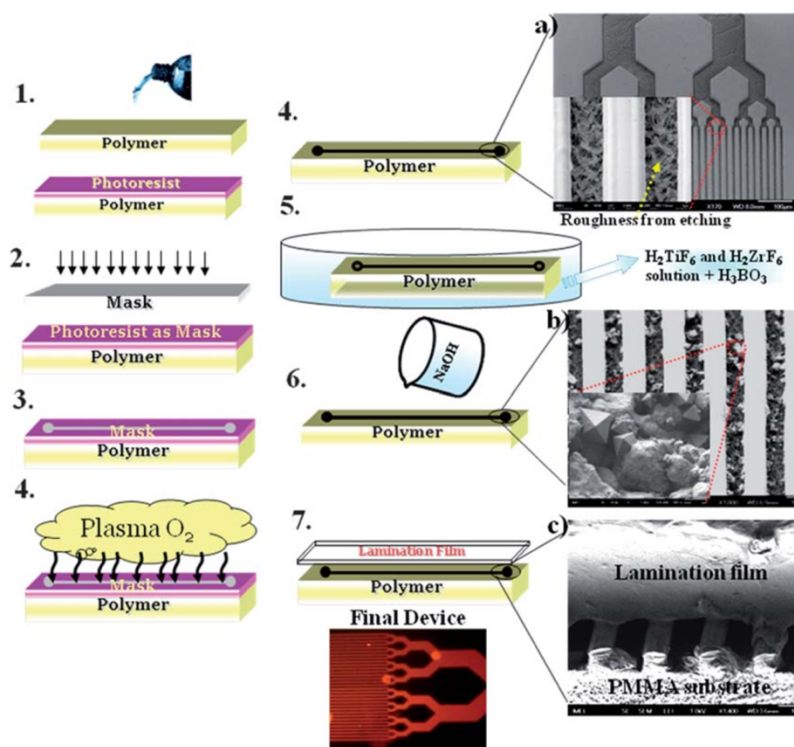 1.
Polymer
Photoresist
Polymer
2.
Mask
Photoresist as Mask
Polymer
3.
Mask
Polymer
4.
Plasma O₂
Mask
Polymer
4.
Polymer
a)
Roughness from etching
5.
Polymer
H₂TiF₆ and H₂ZrF₆
solution + H₃BO₃
NaOH
6.
Polymer
b)
7.
Lamination Film
Polymer
Final Device
c)
Lamination film
PMMA substrate